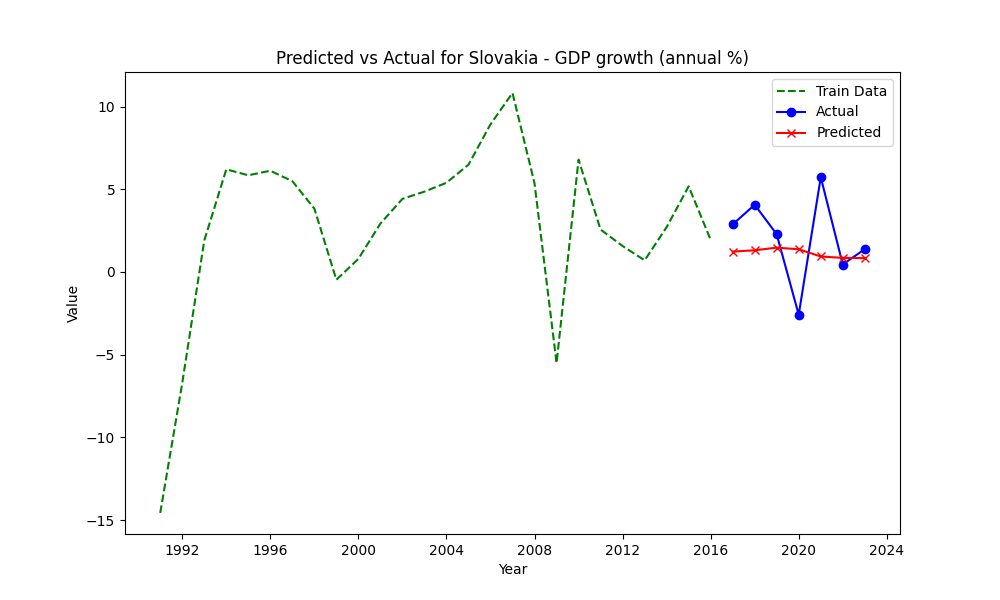 Predicted vs Actual for Slovakia - GDP growth (annual %)
Train Data
Actual
Predicted
Value
10
5
0
−5
−10
−15
1992 1996 2000 2004 2008 2012 2016 2020 2024
Year